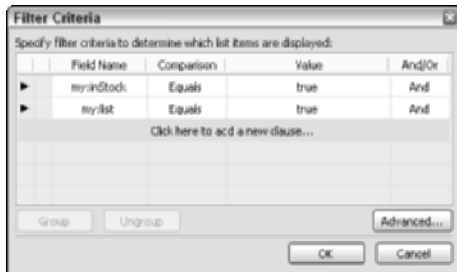 Filter Criteria
Specify filter criteria to determine which list items are displayed:
Field Name Comparison Value And/Or
my:inStock Equals true And
my:list Equals true And
Click here to add a new clause...
Group Ungroup Advanced...
OK Cancel